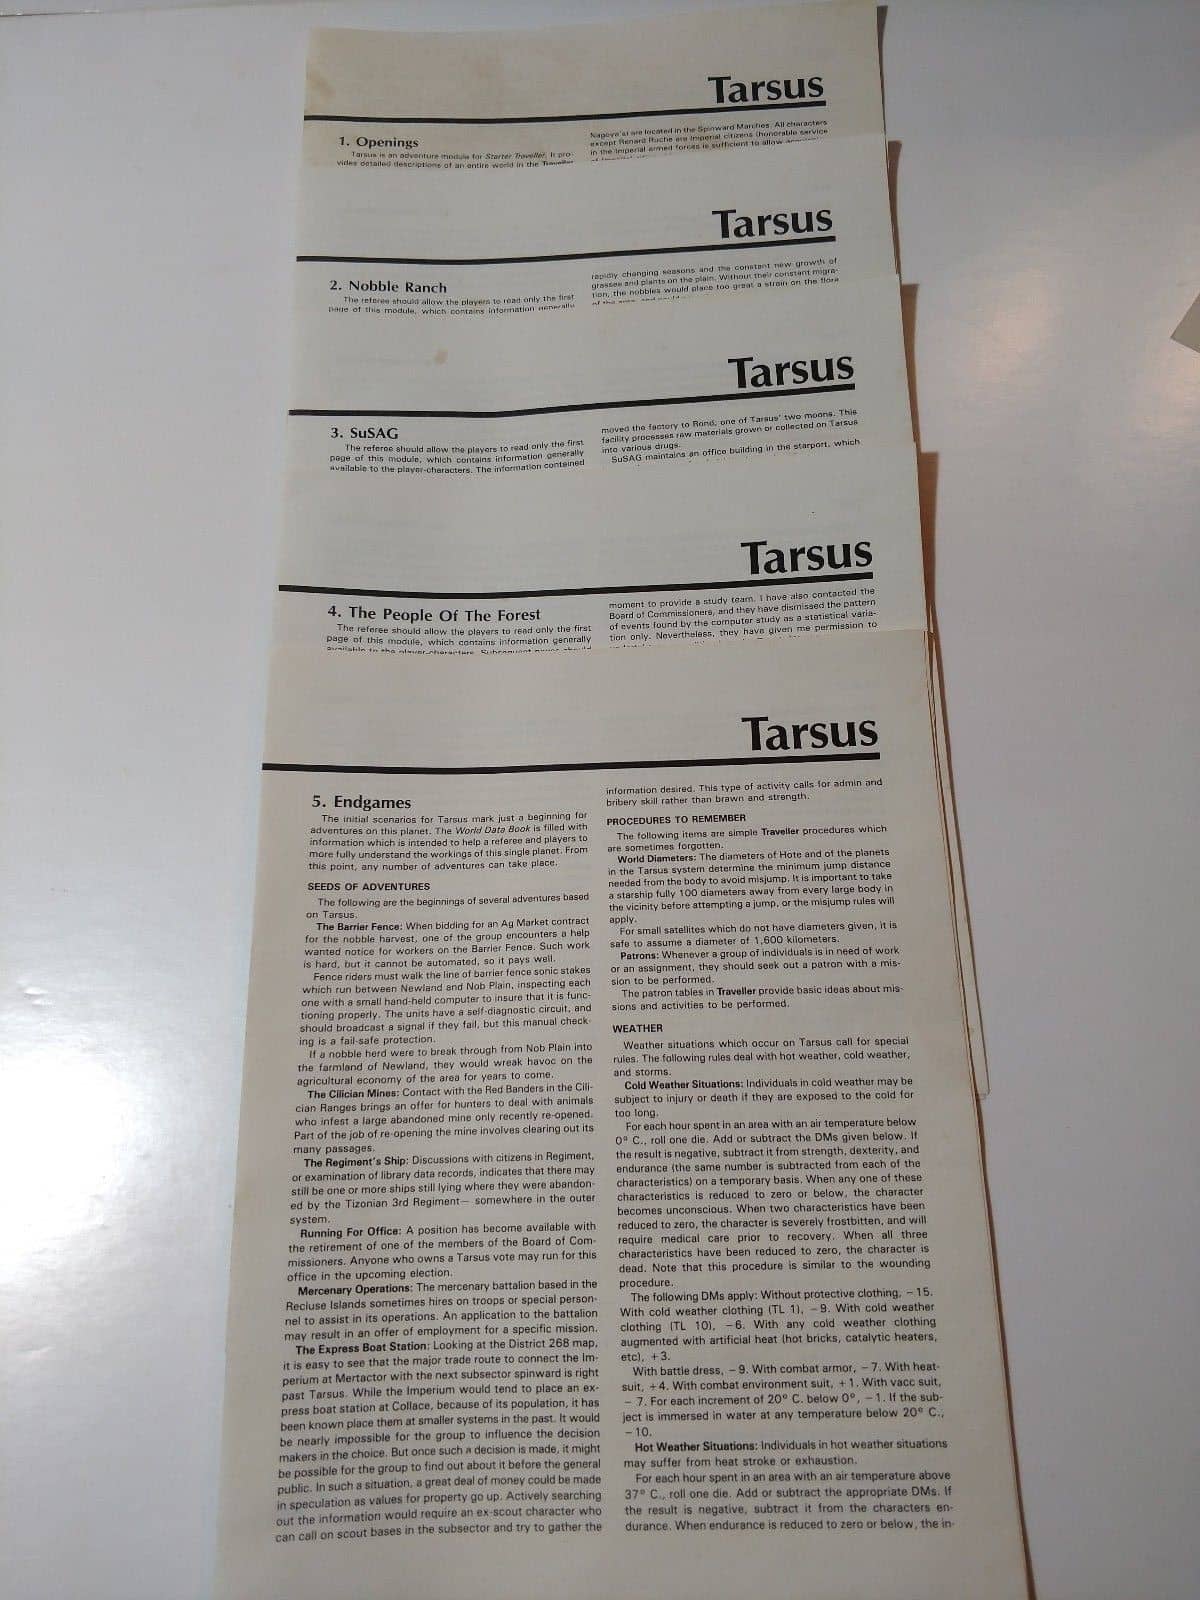 Tarsus
1. Openings
Tarsus is an adventure module for Starter Traveller. It pro-
vides detailed descriptions of an entire world in the Traveller
Nagoya'st are located in the Spinward Marches. All characters
except Renard Ruche are Imperial citizens (honorable service
in the Imperial armed forces is sufficient to allow
Tarsus
2. Nobble Ranch
The referee should allow the players to read only the first
page of this module, which contains information generally
rapidly changing seasons and the constant new growth of
grasses and plants on the plain. Without their constant migra-
tion, the nobbles would place too great a strain on the flora
Tarsus
3. SuSAG
The referee should allow the players to read only the first
page of this module, which contains information generally
available to the player-characters. The information contained
moved the factory to Rond, one of Tarsus' two moons. This
facility processes raw materials grown or collected on Tarsus
into various drugs.
SuSAG maintains an office building in the starport, which
Tarsus
4. The People Of The Forest
The referee should allow the players to read only the first
page of this module, which contains information generally
available to the player-characters. Subsequent pages should
moment to provide a study team. I have also contacted the
Board of Commissioners, and they have dismissed the pattern
of events found by the computer study as a statistical varia-
tion only. Nevertheless, they have given me permission to
Tarsus
5. Endgames
The initial scenarios for Tarsus mark just a beginning for
adventures on this planet. The World Data Book is filled with
information which is intended to help a referee and players to
more fully understand the workings of this single planet. From
this point, any number of adventures can take place.
SEEDS OF ADVENTURES
The following are the beginnings of several adventures based
on Tarsus.
The Barrier Fence: When bidding for an Ag Market contract
for the nobble harvest, one of the group encounters a help
wanted notice for workers on the Barrier Fence. Such work
is hard, but it cannot be automated, so it pays well.
Fence riders must walk the line of barrier fence sonic stakes
which run between Newland and Nob Plain, inspecting each
one with a small hand-held computer to insure that it is func-
tioning properly. The units have a self-diagnostic circuit, and
should broadcast a signal if they fail, but this manual check-
ing is a fail-safe protection.
If a nobble herd were to break through from Nob Plain into
the farmland of Newland, they would wreak havoc on the
agricultural economy of the area for years to come.
The Cilician Mines: Contact with the Red Banders in the Cili-
cian Ranges brings an offer for hunters to deal with animals
who infest a large abandoned mine only recently re-opened.
Part of the job of re-opening the mine involves clearing out its
many passages.
The Regiment's Ship: Discussions with citizens in Regiment,
or examination of library data records, indicates that there may
still be one or more ships still lying where they were abandon-
ed by the Tizonian 3rd Regiment— somewhere in the outer
system.
Running For Office: A position has become available with
the retirement of one of the members of the Board of Com-
missioners. Anyone who owns a Tarsus vote may run for this
office in the upcoming election.
Mercenary Operations: The mercenary battalion based in the
Recluse Islands sometimes hires on troops or special person-
nel to assist in its operations. An application to the battalion
may result in an offer of employment for a specific mission.
The Express Boat Station: Looking at the District 268 map,
it is easy to see that the major trade route to connect the Im-
perium at Mertactor with the next subsector spinward is right
past Tarsus. While the Imperium would tend to place an ex-
press boat station at Collace, because of its population, it has
been known place them at smaller systems in the past. It would
be nearly impossible for the group to influence the decision
makers in the choice. But once such a decision is made, it might
be possible for the group to find out about it before the general
public. In such a situation, a great deal of money could be made
in speculation as values for property go up. Actively searching
out the information would require an ex-scout character who
can call on scout bases in the subsector and try to gather the
information desired. This type of activity calls for admin and
bribery skill rather than brawn and strength.
PROCEDURES TO REMEMBER
The following items are simple Traveller procedures which
are sometimes forgotten.
World Diameters: The diameters of Hote and of the planets
in the Tarsus system determine the minimum jump distance
needed from the body to avoid misjump. It is important to take
a starship fully 100 diameters away from every large body in
the vicinity before attempting a jump, or the misjump rules will
apply.
For small satellites which do not have diameters given, it is
safe to assume a diameter of 1,600 kilometers.
Patrons: Whenever a group of individuals is in need of work
or an assignment, they should seek out a patron with a mis-
sion to be performed.
The patron tables in Traveller provide basic ideas about mis-
sions and activities to be performed.
WEATHER
Weather situations which occur on Tarsus call for special
rules. The following rules deal with hot weather, cold weather,
and storms.
Cold Weather Situations: Individuals in cold weather may be
subject to injury or death if they are exposed to the cold for
too long.
For each hour spent in an area with an air temperature below
0° C., roll one die. Add or subtract the DMs given below. If
the result is negative, subtract it from strength, dexterity, and
endurance (the same number is subtracted from each of the
characteristics) on a temporary basis. When any one of these
characteristics is reduced to zero or below, the character
becomes unconscious. When two characteristics have been
reduced to zero, the character is severely frostbitten, and will
require medical care prior to recovery. When all three
characteristics have been reduced to zero, the character is
dead. Note that this procedure is similar to the wounding
procedure.
The following DMs apply: Without protective clothing, −15.
With cold weather clothing (TL 1), −9. With cold weather
clothing (TL 10), −6. With any cold weather clothing
augmented with artificial heat (hot bricks, catalytic heaters,
etc), +3.
With battle dress, −9. With combat armor, −7. With heat-
suit, +4. With combat environment suit, +1. With vacc suit,
−7. For each increment of 20° C. below 0°, −1. If the sub-
ject is immersed in water at any temperature below 20° C.,
−10.
Hot Weather Situations: Individuals in hot weather situations
may suffer from heat stroke or exhaustion.
For each hour spent in an area with an air temperature above
37° C., roll one die. Add or subtract the appropriate DMs. If
the result is negative, subtract it from the characters en-
durance. When endurance is reduced to zero or below, the in-